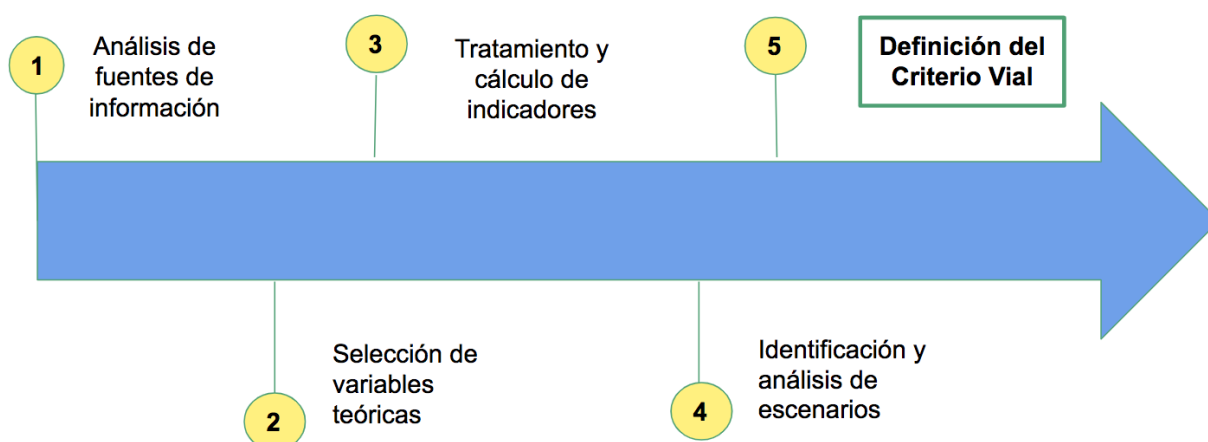 1
Análisis de
fuentes de
información
2
Selección de
variables
teóricas
3
Tratamiento y
cálculo de
indicadores
4
Identificación y
análisis de
escenarios
5
Definición del
Criterio Vial